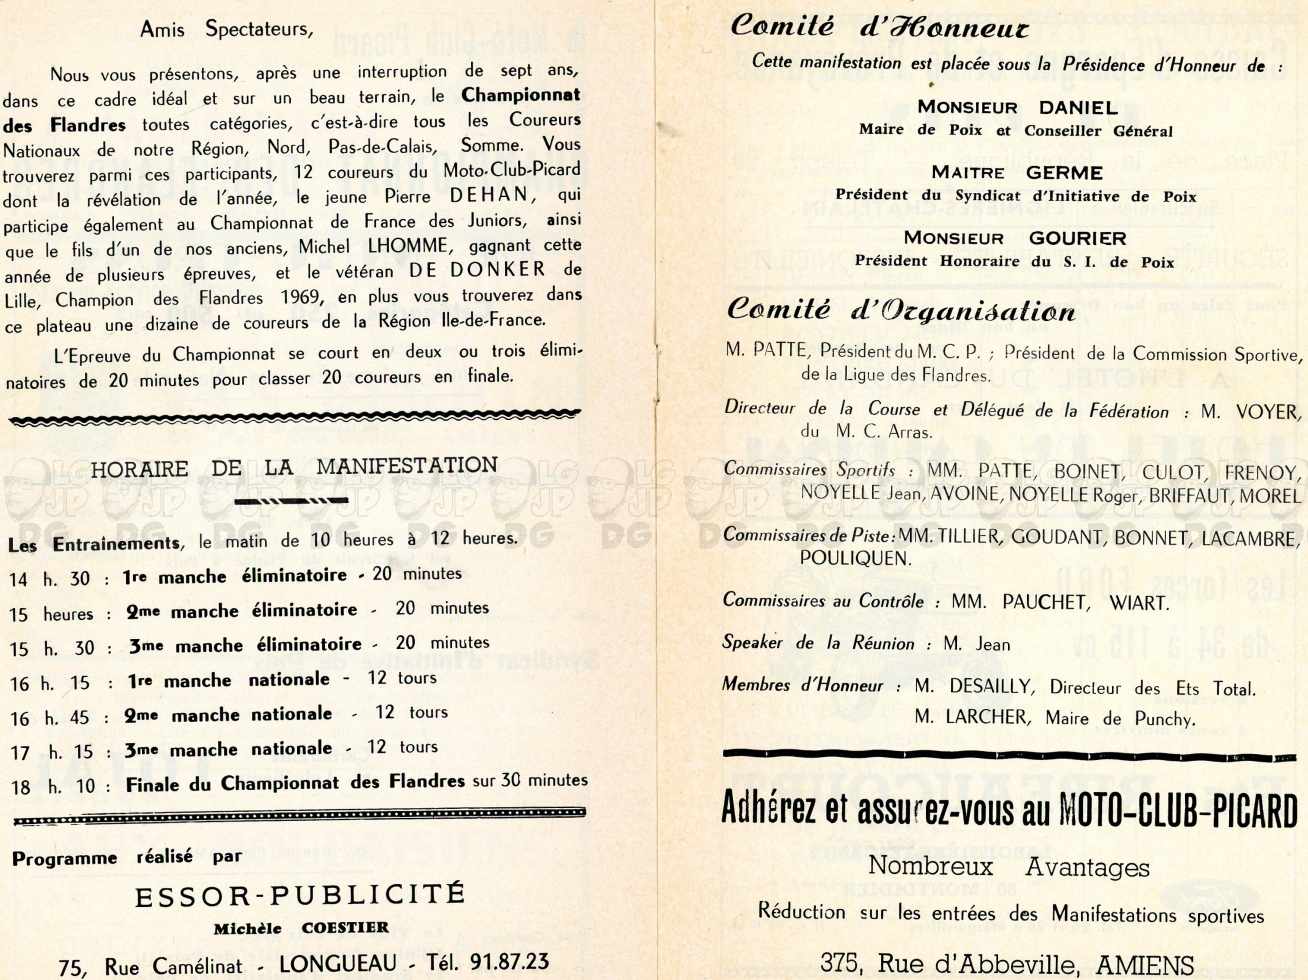 Amis Spectateurs,
Nous vous présentons, après une interruption de sept ans,
dans ce cadre idéal et sur un beau terrain, le Championnat
des Flandres toutes catégories, c'est-à-dire tous les Coureurs
Nationaux de notre Région, Nord, Pas-de-Calais, Somme. Vous
trouverez parmi ces participants, 12 coureurs du Moto-Club-Picard
dont la révélation de l'année, le jeune Pierre DEHAN, qui
participe également au Championnat de France des Juniors, ainsi
que le fils d'un de nos anciens, Michel LHOMME, gagnant cette
année de plusieurs épreuves, et le vétéran DE DONKER de
Lille, Champion des Flandres 1969, en plus vous trouverez dans
ce plateau une dizaine de coureurs de la Région Ile-de-France.
L'Epreuve du Championnat se court en deux ou trois élimi-
natoires de 20 minutes pour classer 20 coureurs en finale.
HORAIRE DE LA MANIFESTATION
Les Entrainements, le matin de 10 heures à 12 heures.
14 h. 30 : 1re manche éliminatoire - 20 minutes
15 heures : 2me manche éliminatoire - 20 minutes
15 h. 30 : 3me manche éliminatoire - 20 minutes
16 h. 15 : 1re manche nationale - 12 tours
16 h. 45 : 2me manche nationale - 12 tours
17 h. 15 : 3me manche nationale - 12 tours
18 h. 10 : Finale du Championnat des Flandres sur 30 minutes
Programme réalisé par
ESSOR-PUBLICITÉ
Michèle COESTIER
75, Rue Camélinat - LONGUEAU - Tél. 91.87.23
Comité d'Honneur
Cette manifestation est placée sous la Présidence d'Honneur de :
MONSIEUR DANIEL
Maire de Poix et Conseiller Général
MAITRE GERME
Président du Syndicat d'Initiative de Poix
MONSIEUR GOURIER
Président Honoraire du S. I. de Poix
Comité d'Organisation
M. PATTE, Président du M. C. P. ; Président de la Commission Sportive,
de la Ligue des Flandres.
Directeur de la Course et Délégué de la Fédération : M. VOYER,
du M. C. Arras.
Commissaires Sportifs : MM. PATTE, BOINET, CULOT, FRENOY,
NOYELLE Jean, AVOINE, NOYELLE Roger, BRIFFAUT, MOREL
Commissaires de Piste : MM. TILLIER, GOUDANT, BONNET, LACAMBRE,
POULIQUEN.
Commissaires au Contrôle : MM. PAUCHET, WIART.
Speaker de la Réunion : M. Jean
Membres d'Honneur : M. DESAILLY, Directeur des Ets Total.
M. LARCHER, Maire de Punchy.
Adhérez et assurez-vous au MOTO-CLUB-PICARD
Nombreux Avantages
Réduction sur les entrées des Manifestations sportives
375, Rue d'Abbeville, AMIENS